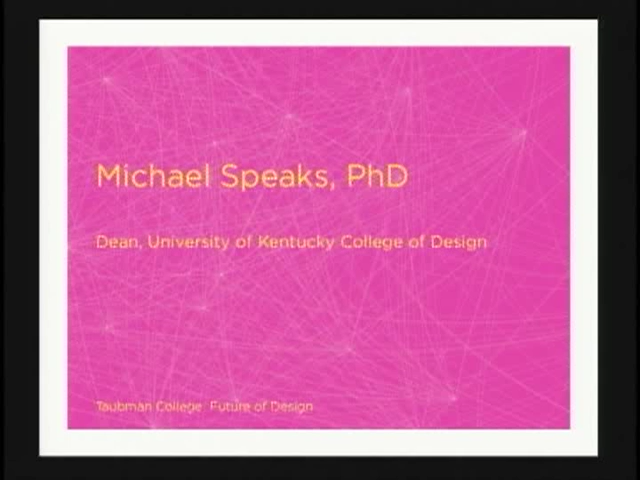 Michael Speaks, PhD
Dean, University of Kentucky College of Design
Taubman College Future of Design